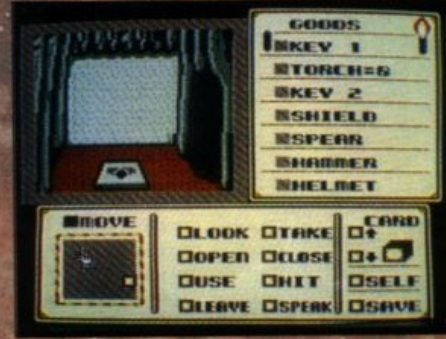 GOODS
KEY 1
TORCH=8
KEY 2
SHIELD
SPEAR
HAMMER
HELMET
MOVE
LOOK TAKE
OPEN CLOSE
USE HIT
LEAVE SPEAK
CARD
SELF
SAVE